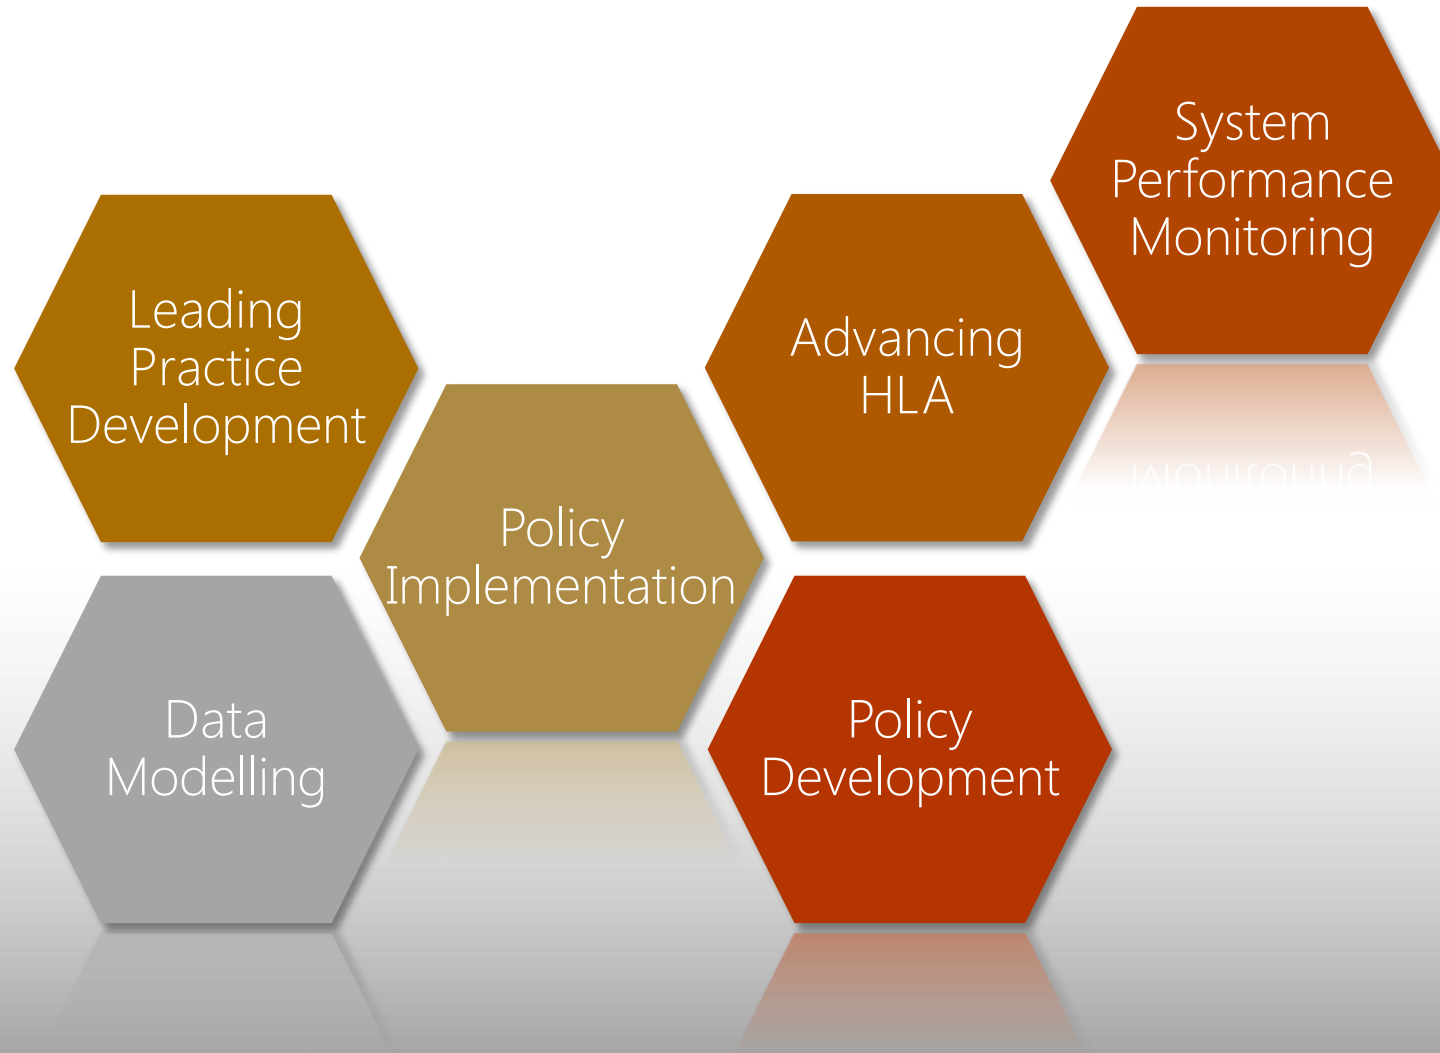 System
Performance
Monitoring
Leading
Practice
Development
Advancing
HLA
Policy
Implementation
Data
Modelling
Policy
Development